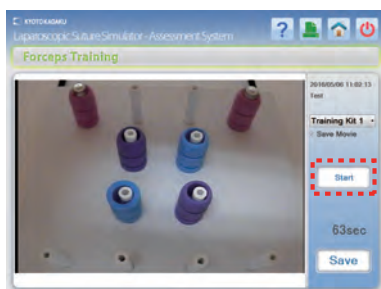 KYOTOKAGAKU
Laparoscopic Suture Simulator-Assessment System
Forceps Training
2010/05/06 11:02:13
Test
Training Kit 1
Save Movie
Start
63sec
Save